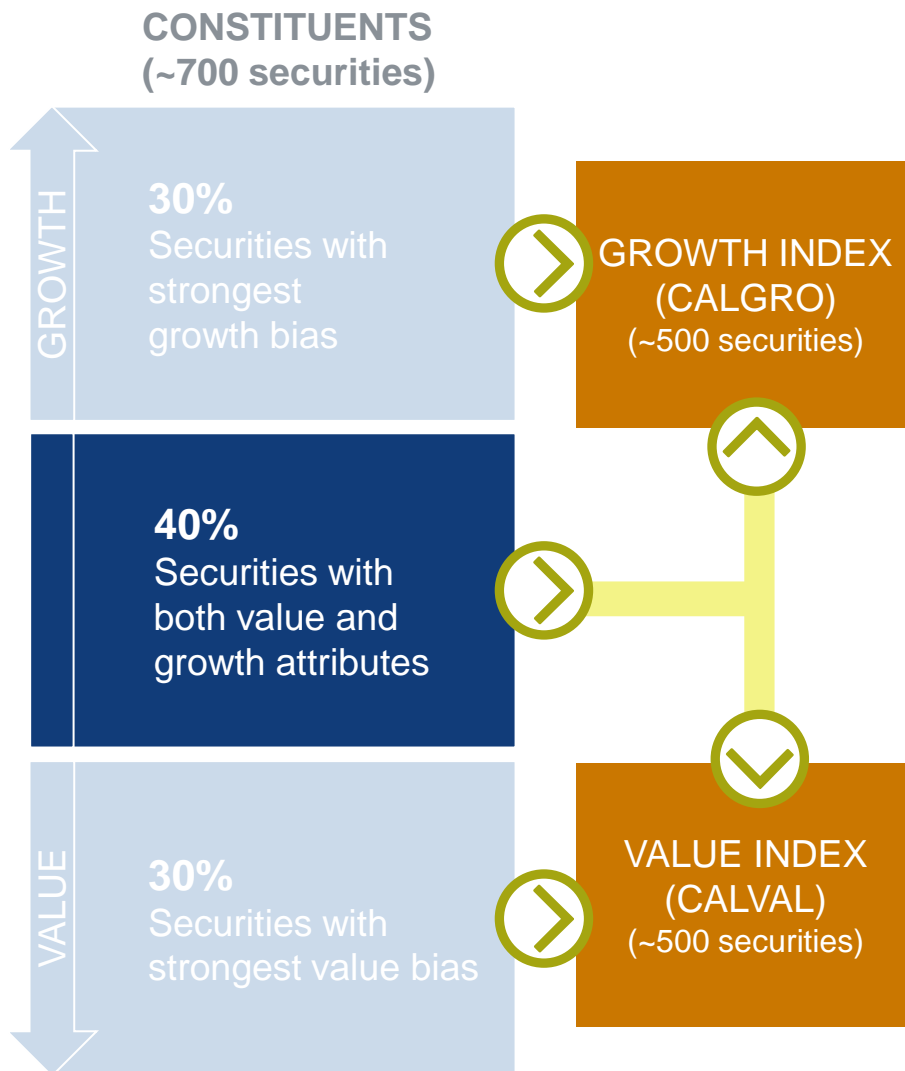 CONSTITUENTS
(~700 securities)
GROWTH
30%
Securities with
strongest
growth bias
GROWTH INDEX
(CALGRO)
(~500 securities)
40%
Securities with
both value and
growth attributes
VALUE
30%
Securities with
strongest value bias
VALUE INDEX
(CALVAL)
(~500 securities)